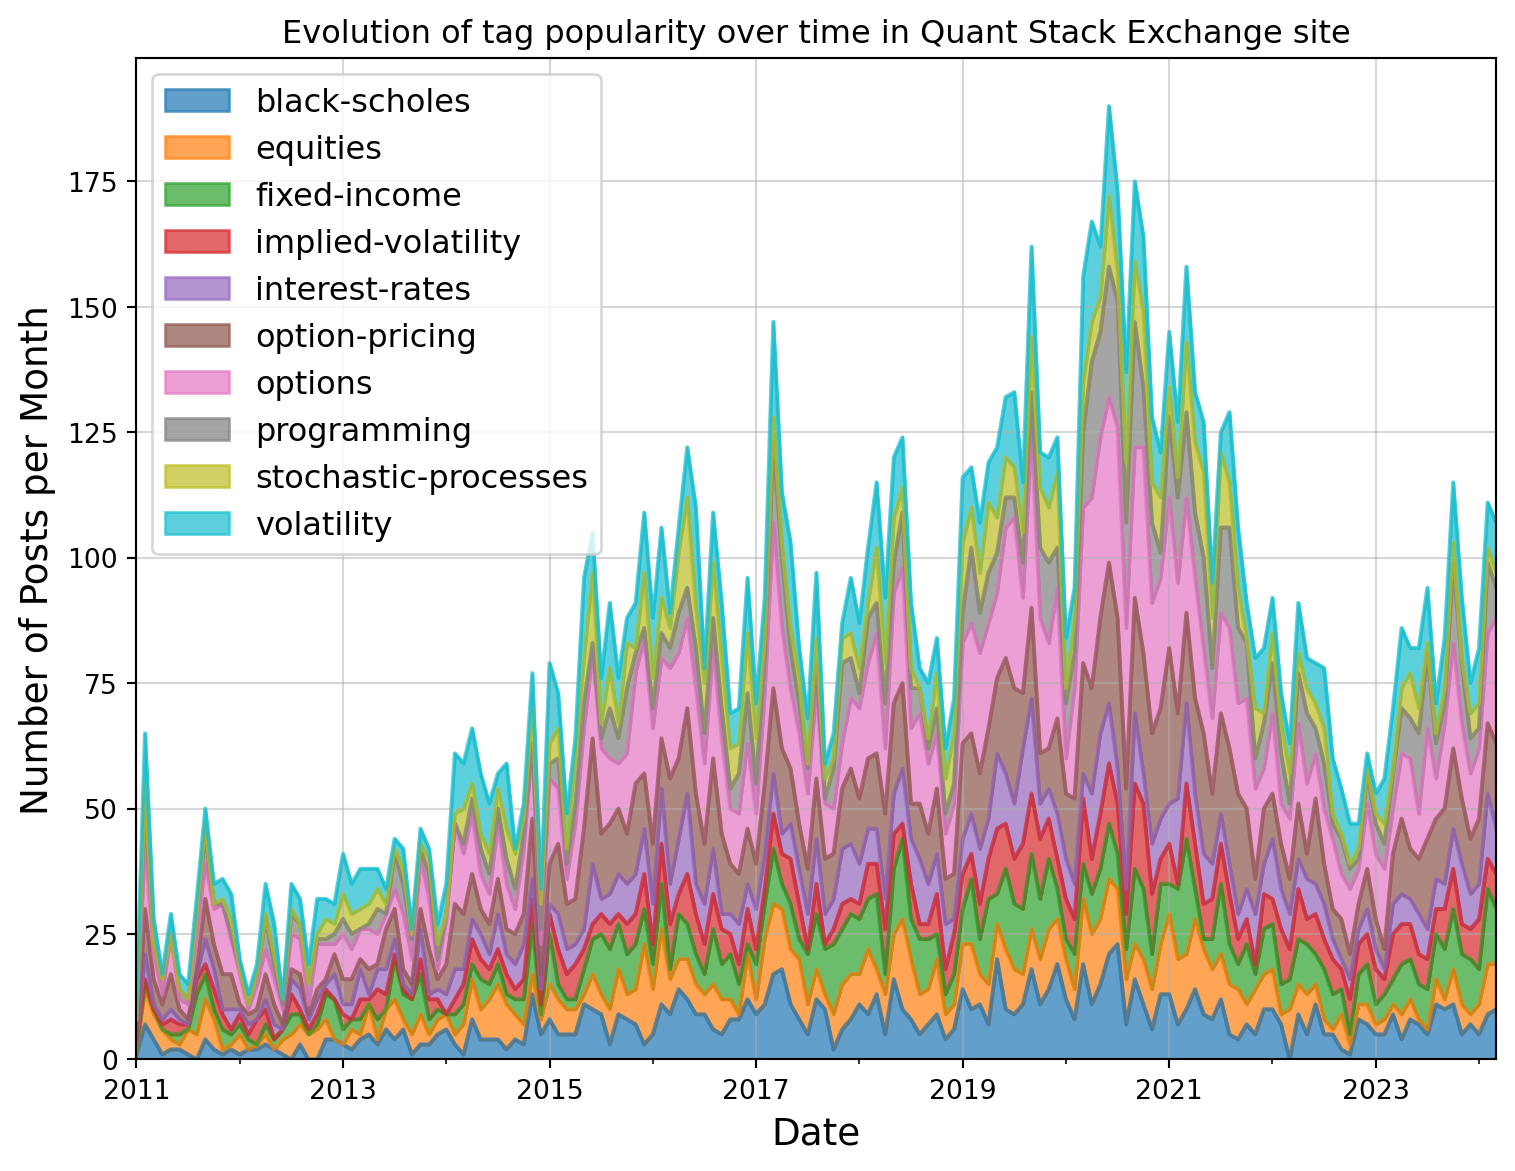 Evolution of tag popularity over time in Quant Stack Exchange site
black-scholes
equities
fixed-income
implied-volatility
interest-rates
option-pricing
options
programming
stochastic-processes
volatility
Number of Posts per Month
175
150
125
100
75
50
25
0
2011 2013 2015 2017 2019 2021 2023
Date